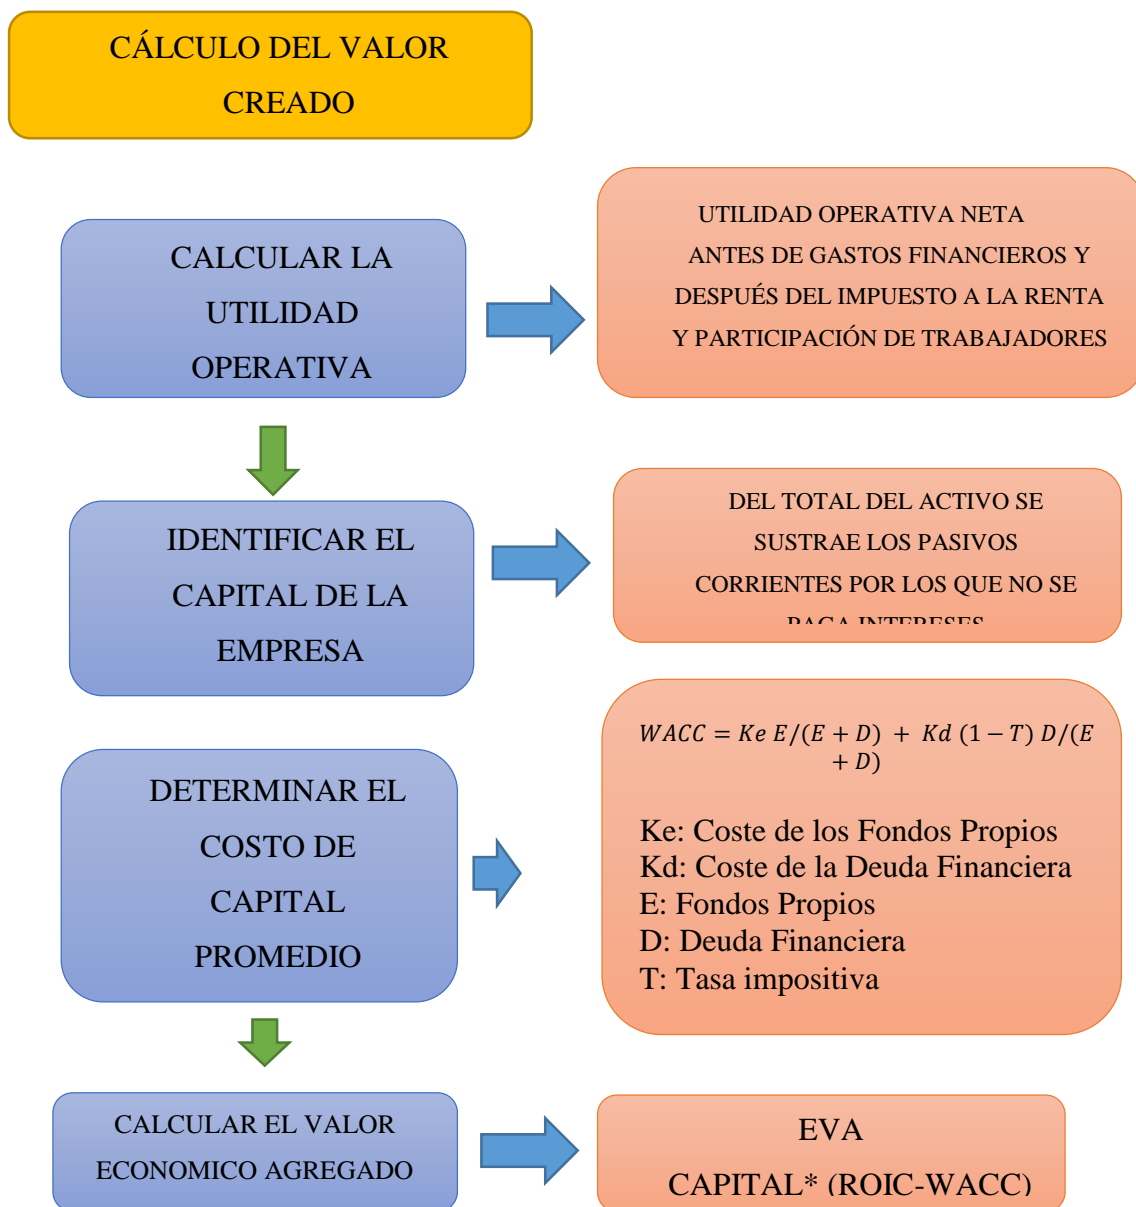 CÁLCULO DEL VALOR
CREADO
CALCULAR LA
UTILIDAD
OPERATIVA
UTILIDAD OPERATIVA NETA
ANTES DE GASTOS FINANCIEROS Y
DESPUÉS DEL IMPUESTO A LA RENTA
Y PARTICIPACIÓN DE TRABAJADORES
IDENTIFICAR EL
CAPITAL DE LA
EMPRESA
DEL TOTAL DEL ACTIVO SE
SUSTRAE LOS PASIVOS
CORRIENTES POR LOS QUE NO SE
PAGA INTERESES
DETERMINAR EL
COSTO DE
CAPITAL
PROMEDIO
WACC = Ke E/(E + D) + Kd (1 − T) D/(E
+ D)
Ke: Coste de los Fondos Propios
Kd: Coste de la Deuda Financiera
E: Fondos Propios
D: Deuda Financiera
T: Tasa impositiva
CALCULAR EL VALOR
ECONOMICO AGREGADO
EVA
CAPITAL* (ROIC-WACC)